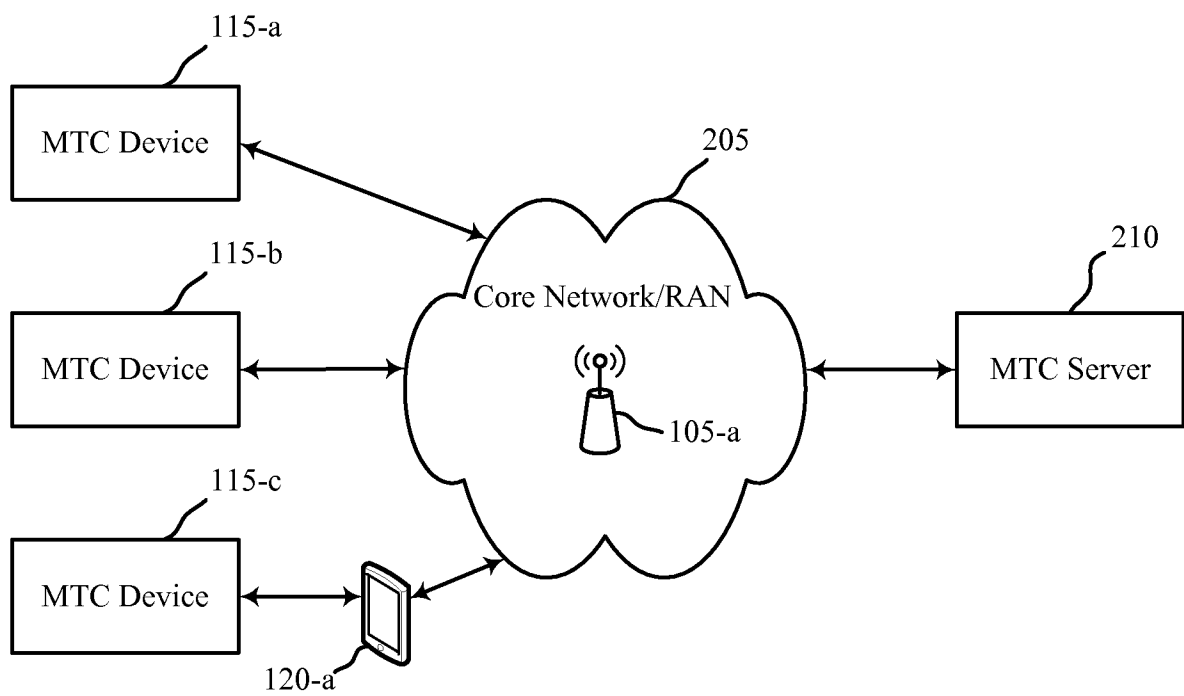 115-a
MTC Device
205
115-b
210
Core Network/RAN
MTC Device
MTC Server
105-a
115-c
MTC Device
120-a